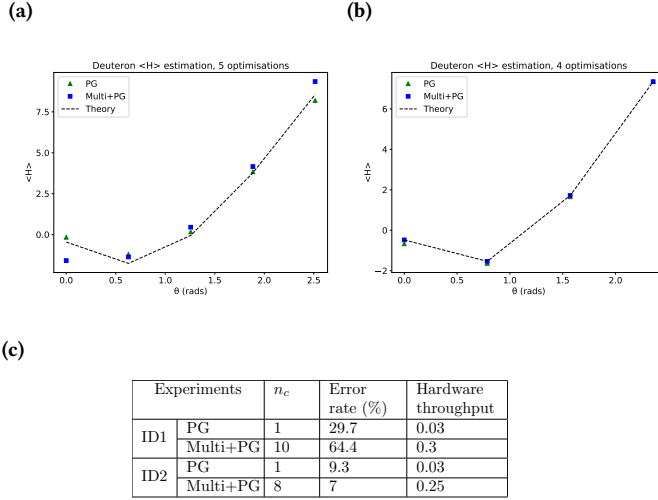 (a)
Deuteron <H> estimation, 5 optimisations
PG
Multi+PG
Theory
<H>
7.5
5.0
2.5
0.0
0.0 0.5 1.0 1.5 2.0 2.5
θ (rads)
(b)
Deuteron <H> estimation, 4 optimisations
PG
Multi+PG
Theory
<H>
6
4
2
0
−2
0.0 0.5 1.0 1.5 2.0
θ (rads)
(c)
Experiments n_c Error rate (%) Hardware throughput
ID1 PG 1 29.7 0.03
Multi+PG 10 64.4 0.3
ID2 PG 1 9.3 0.03
Multi+PG 8 7 0.25